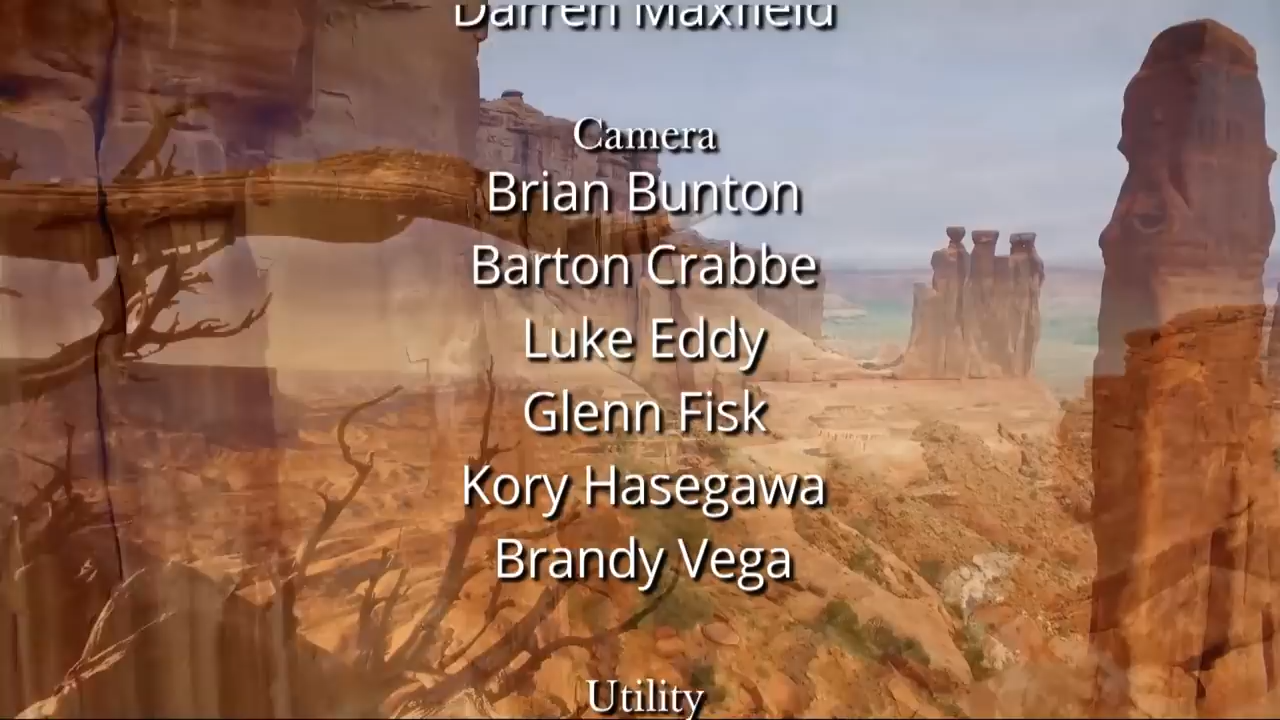 Darren Maxfield
Camera
Brian Bunton
Barton Crabbe
Luke Eddy
Glenn Fisk
Kory Hasegawa
Brandy Vega
Utility